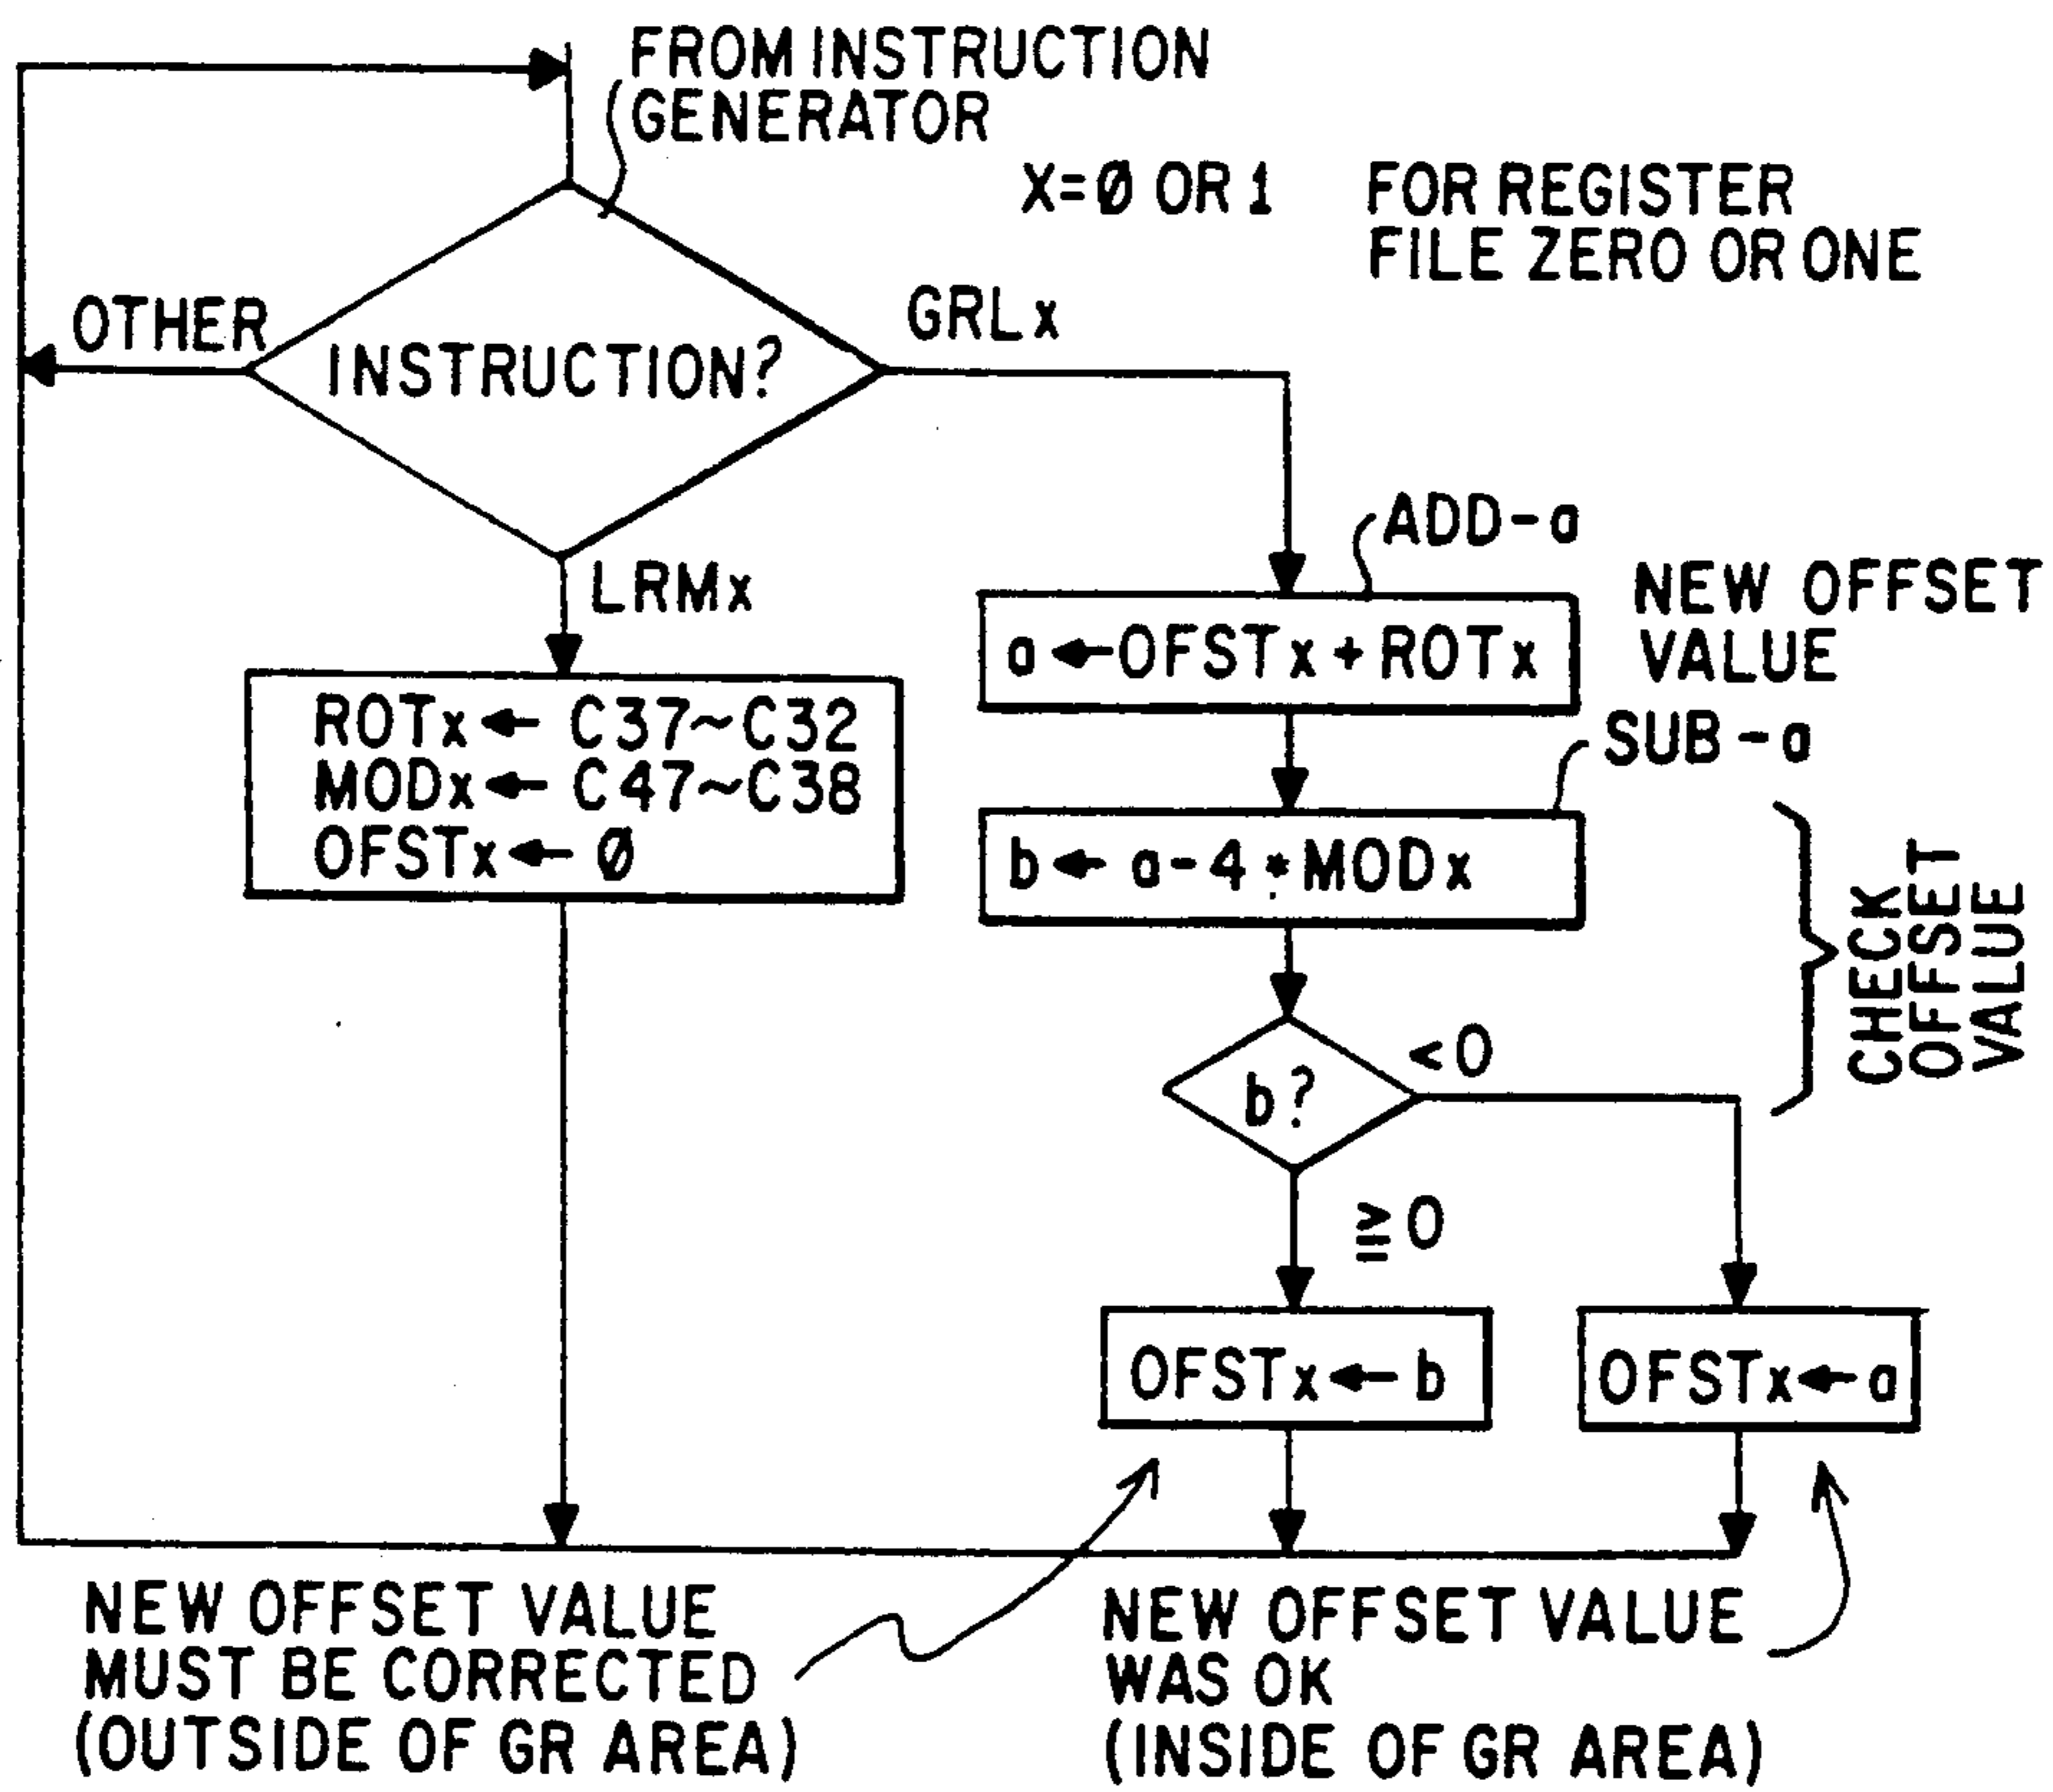 FROM INSTRUCTION
GENERATOR
X=Ø OR 1
FOR REGISTER
FILE ZERO OR ONE
OTHER
INSTRUCTION?
GRLx
LRMx
ADD-a
a←OFSTx+ROTx
NEW OFFSET
VALUE
ROTx← C37~C32
MODx← C47~C38
OFSTx← Ø
SUB-a
b← a-4*MODx
CHECK
OFFSET
VALUE
b?
<0
≧0
OFSTx← b
OFSTx←a
NEW OFFSET VALUE
MUST BE CORRECTED
(OUTSIDE OF GR AREA)
NEW OFFSET VALUE
WAS OK
(INSIDE OF GR AREA)